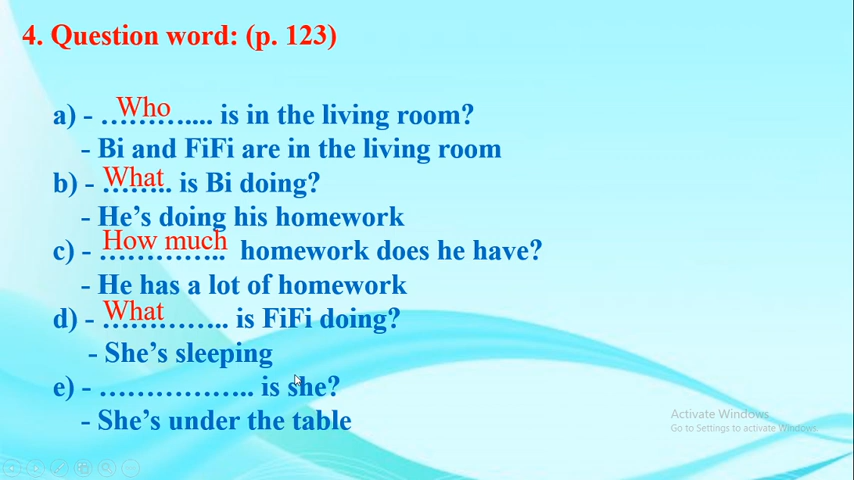 4. Question word: (p. 123)
a) - Who ………….... is in the living room?
- Bi and FiFi are in the living room
b) - What …….. is Bi doing?
- He’s doing his homework
c) - How much ………….. homework does he have?
- He has a lot of homework
d) - What ………….. is FiFi doing?
- She’s sleeping
e) - …………….. is she?
- She’s under the table
Activate Windows
Go to Settings to activate Windows.